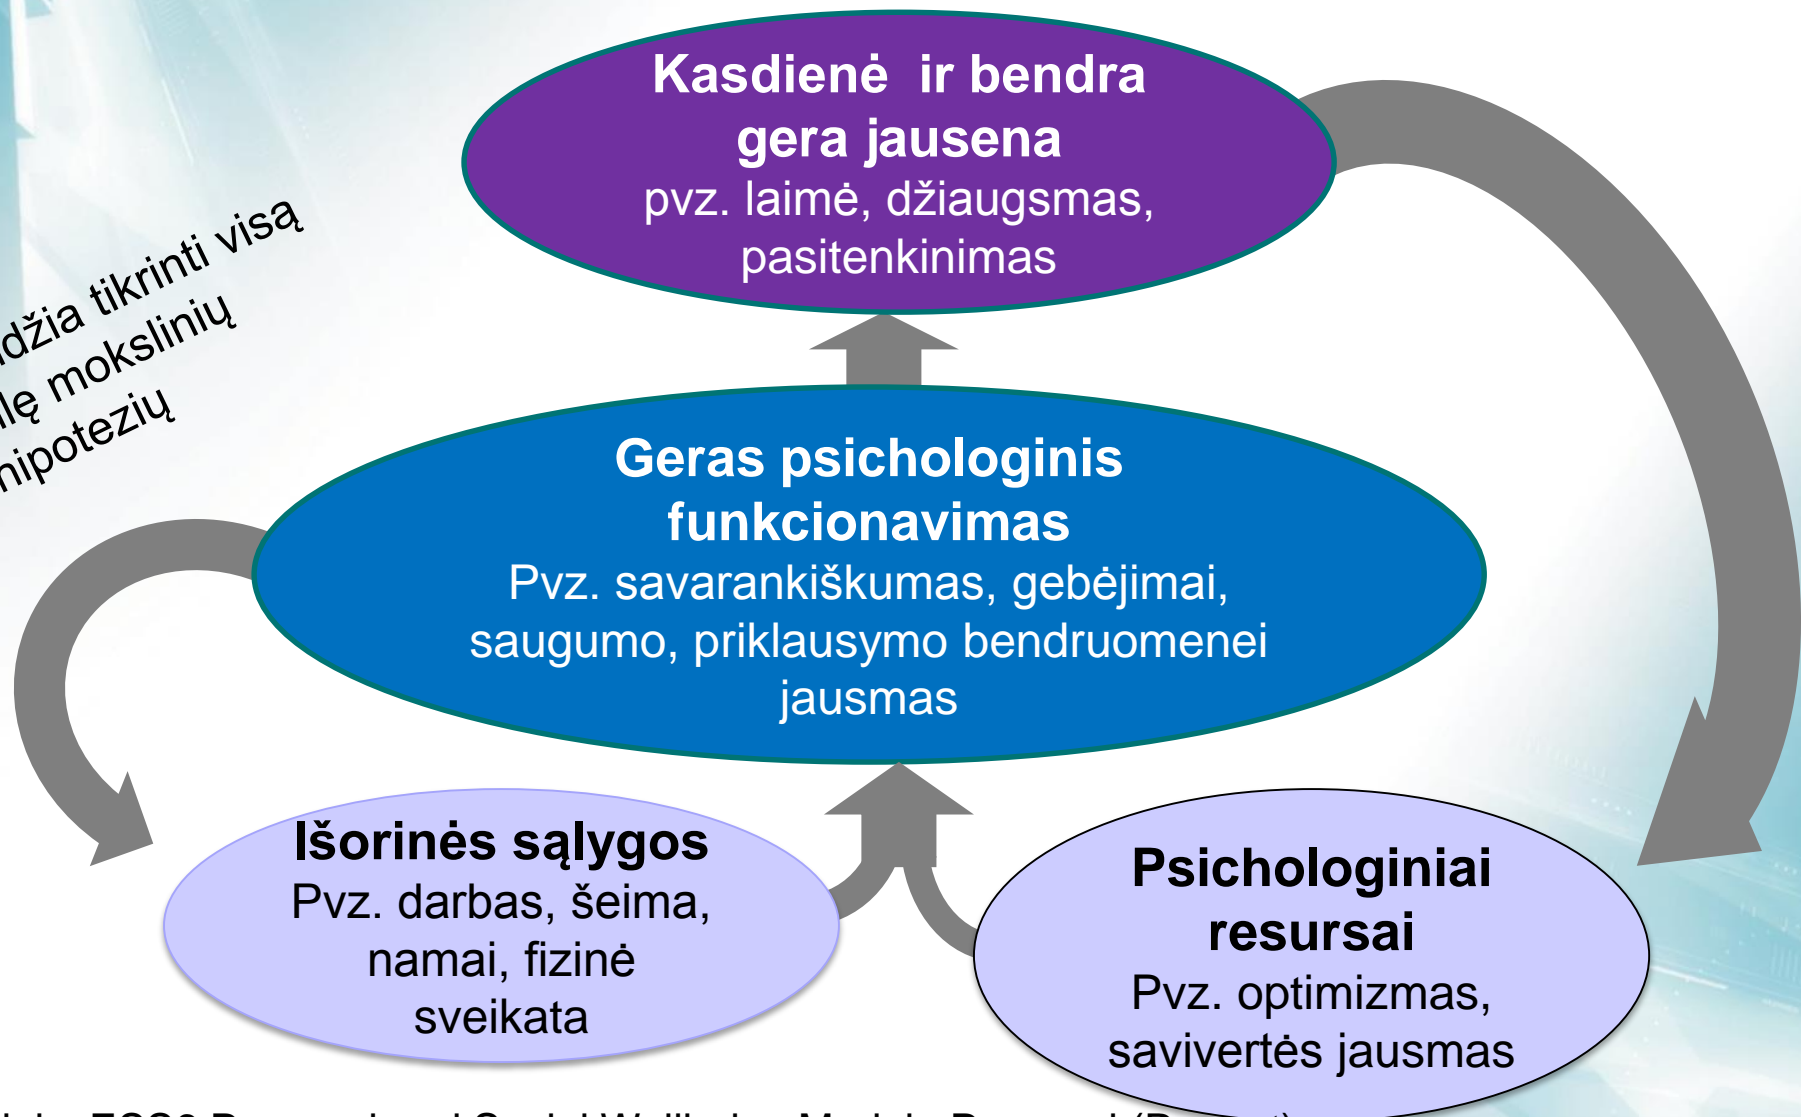 Kasdienė ir bendra
gera jausena
pvz. laimė, džiaugsmas,
pasitenkinimas
tikrinti visą
mokslinių
hipotezių
Geras psichologinis
funkcionavimas
Pvz. savarankiškumas, gebėjimai,
saugumo, priklausymo bendruomenei
jausmas
Išorinės sąlygos
Pvz. darbas, šeima,
namai, fizinė
sveikata
Psichologiniai
resursai
Pvz. optimizmas,
savivertės jausmas